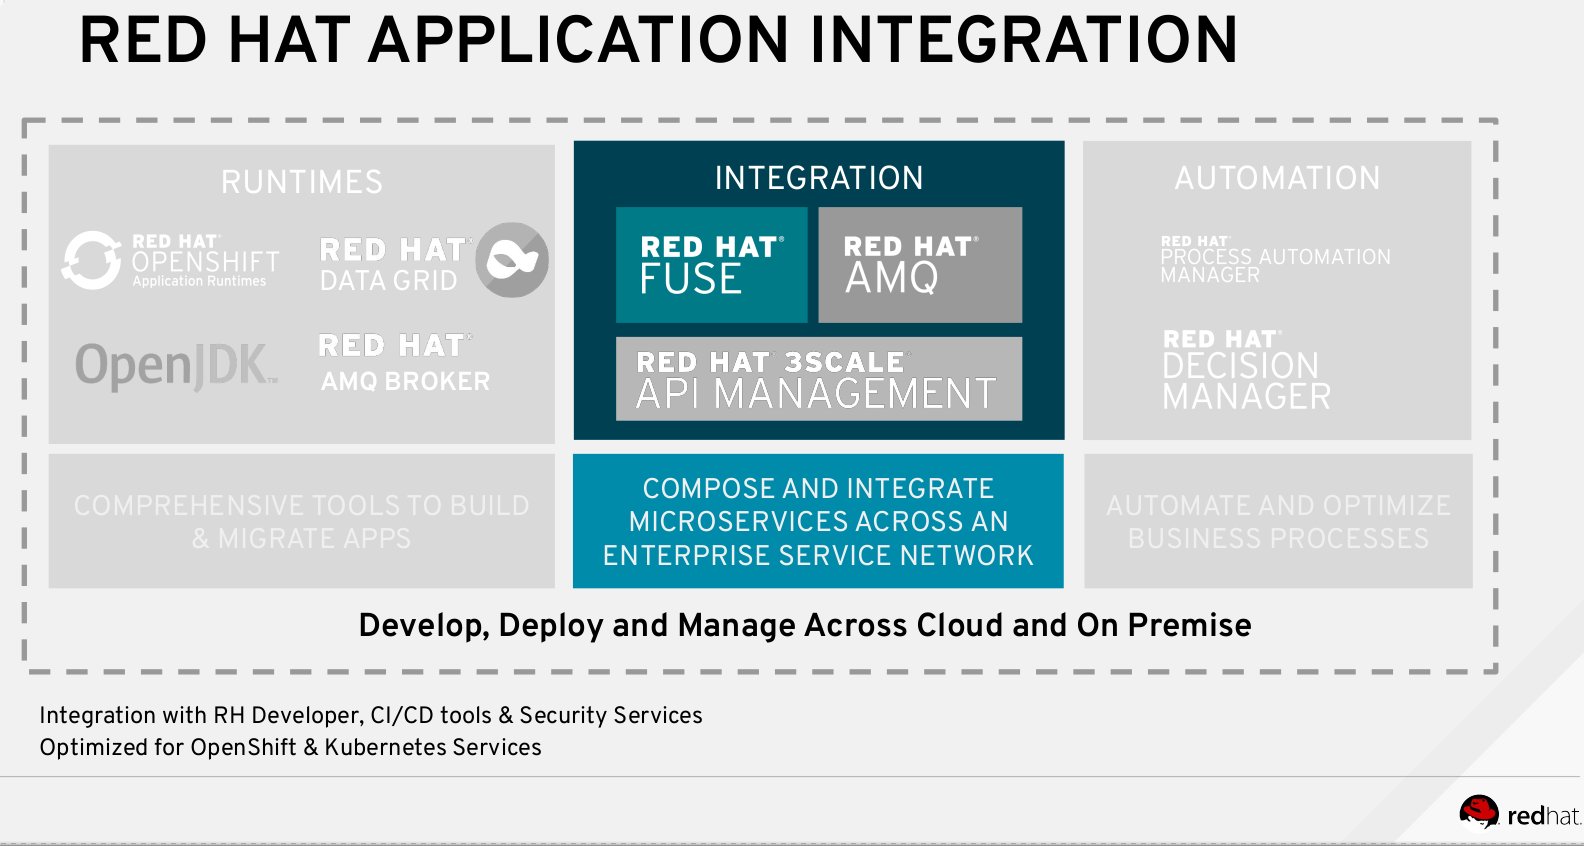 RED HAT APPLICATION INTEGRATION
RUNTIMES
RED HAT®
OPENSHIFT
Application Runtimes
RED HAT®
DATA GRID
OpenJDK™
RED HAT®
AMQ BROKER
COMPREHENSIVE TOOLS TO BUILD
& MIGRATE APPS
INTEGRATION
RED HAT®
FUSE
RED HAT®
AMQ
RED HAT® 3SCALE®
API MANAGEMENT
COMPOSE AND INTEGRATE
MICROSERVICES ACROSS AN
ENTERPRISE SERVICE NETWORK
AUTOMATION
RED HAT®
PROCESS AUTOMATION
MANAGER
RED HAT®
DECISION
MANAGER
AUTOMATE AND OPTIMIZE
BUSINESS PROCESSES
Develop, Deploy and Manage Across Cloud and On Premise
Integration with RH Developer, CI/CD tools & Security Services
Optimized for OpenShift & Kubernetes Services
redhat.